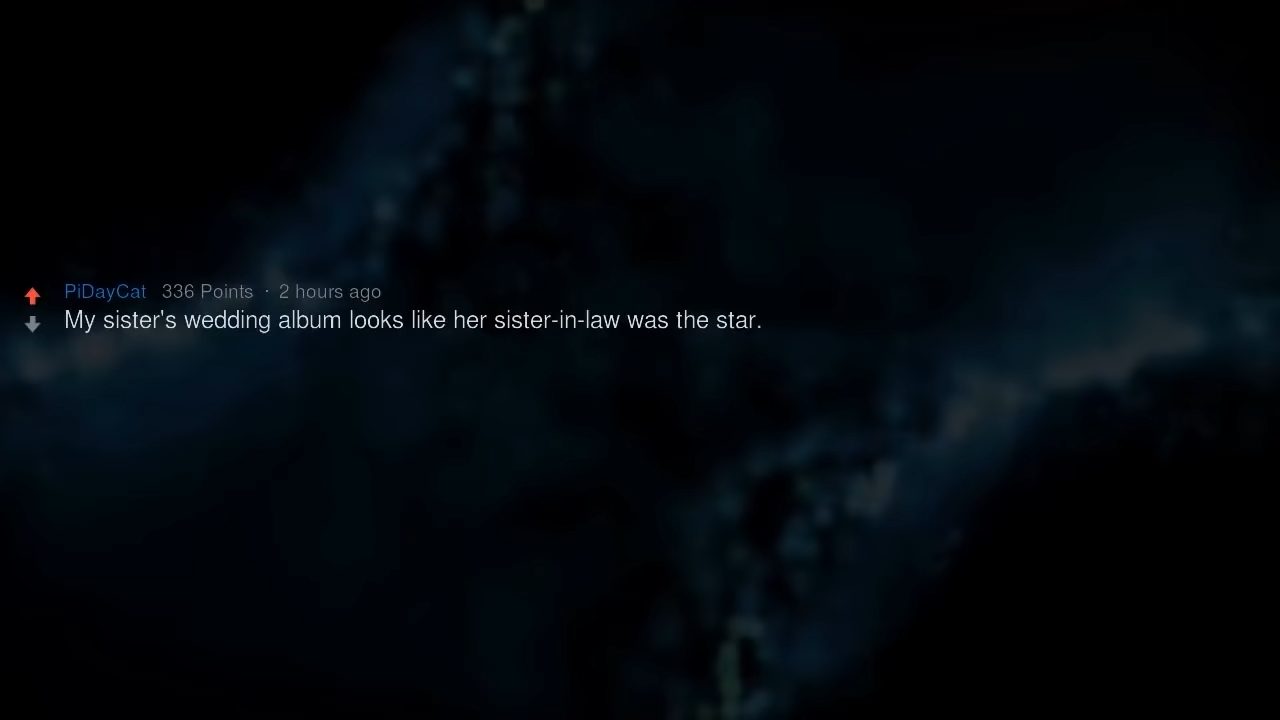 PiDayCat 336 Points · 2 hours ago
My sister's wedding album looks like her sister-in-law was the star.